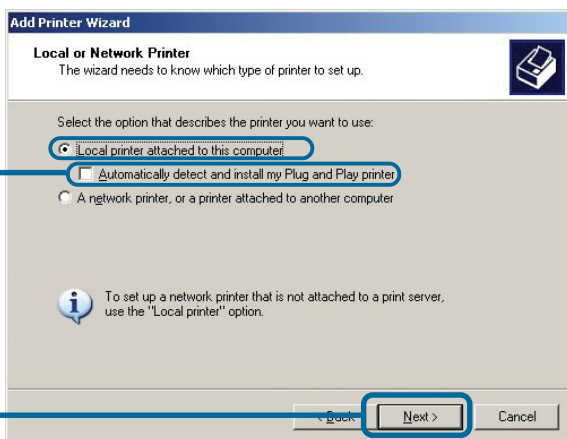 Add Printer Wizard
Local or Network Printer
The wizard needs to know which type of printer to set up.
Select the option that describes the printer you want to use:
Local printer attached to this computer
Automatically detect and install my Plug and Play printer
A network printer, or a printer attached to another computer
To set up a network printer that is not attached to a print server,
use the "Local printer" option.
< Back Next > Cancel